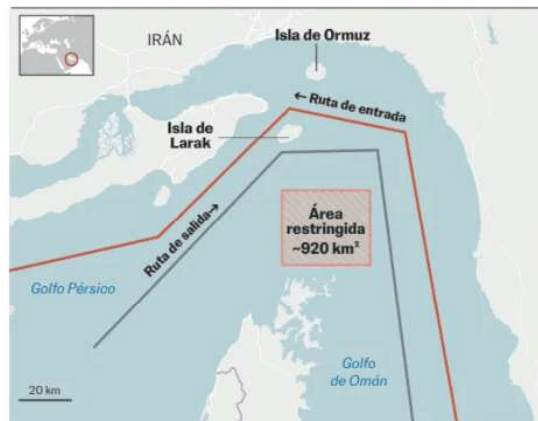 IRÁN
Isla de Ormuz
← Ruta de entrada
Isla de
Larak
Ruta de salida→
Área
restringida
~920 km²
Golfo Pérsico
Golfo
de Omán
20 km